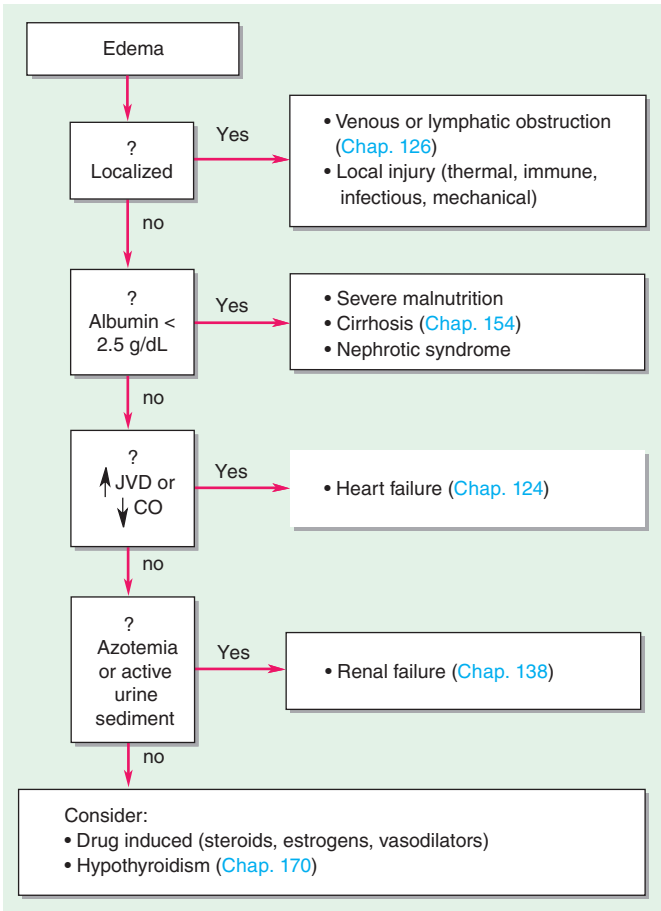 Edema
?
Localized
Yes
• Venous or lymphatic obstruction
(Chap. 126)
• Local injury (thermal, immune,
infectious, mechanical)
no
?
Albumin <
2.5 g/dL
Yes
• Severe malnutrition
• Cirrhosis (Chap. 154)
• Nephrotic syndrome
no
?
↑ JVD or
↓ CO
Yes
• Heart failure (Chap. 124)
no
?
Azotemia
or active
urine
sediment
Yes
• Renal failure (Chap. 138)
no
Consider:
• Drug induced (steroids, estrogens, vasodilators)
• Hypothyroidism (Chap. 170)